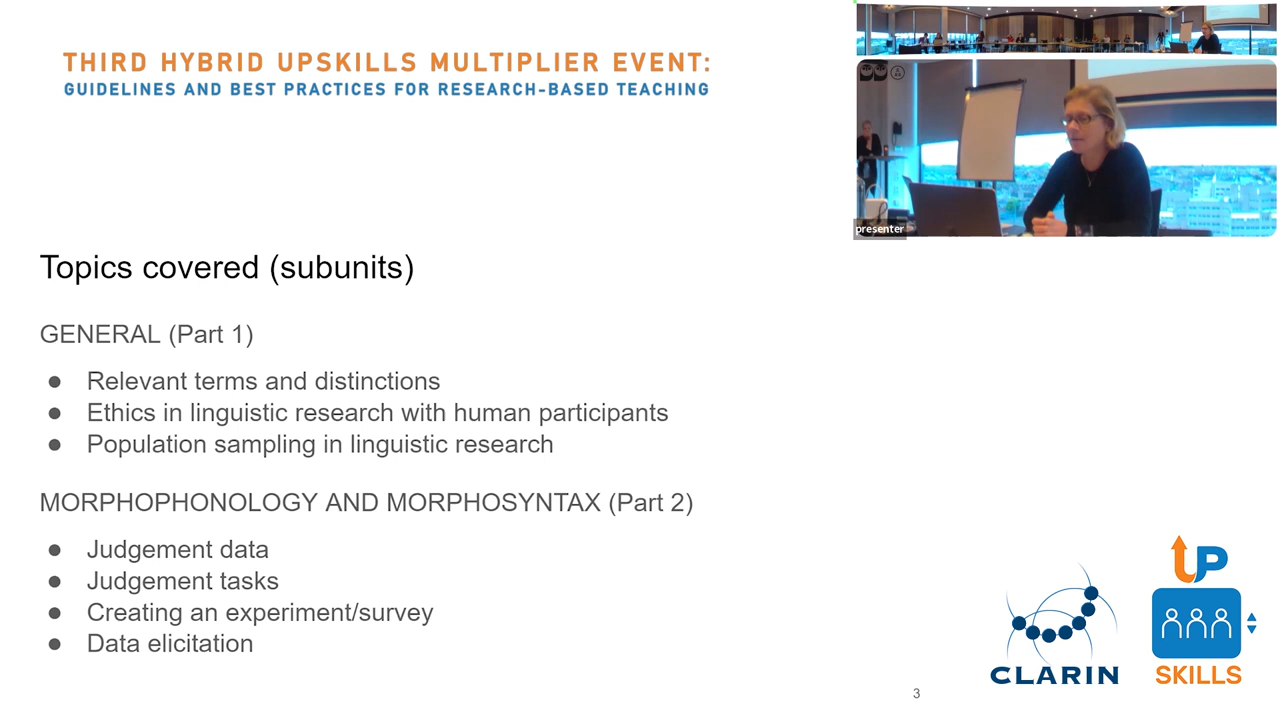 THIRD HYBRID UPSKILLS MULTIPLIER EVENT:
GUIDELINES AND BEST PRACTICES FOR RESEARCH-BASED TEACHING
presenter
Topics covered (subunits)
GENERAL (Part 1)
● Relevant terms and distinctions
● Ethics in linguistic research with human participants
● Population sampling in linguistic research
MORPHOPHONOLOGY AND MORPHOSYNTAX (Part 2)
● Judgement data
● Judgement tasks
● Creating an experiment/survey
● Data elicitation
CLARIN
UP
SKILLS
3